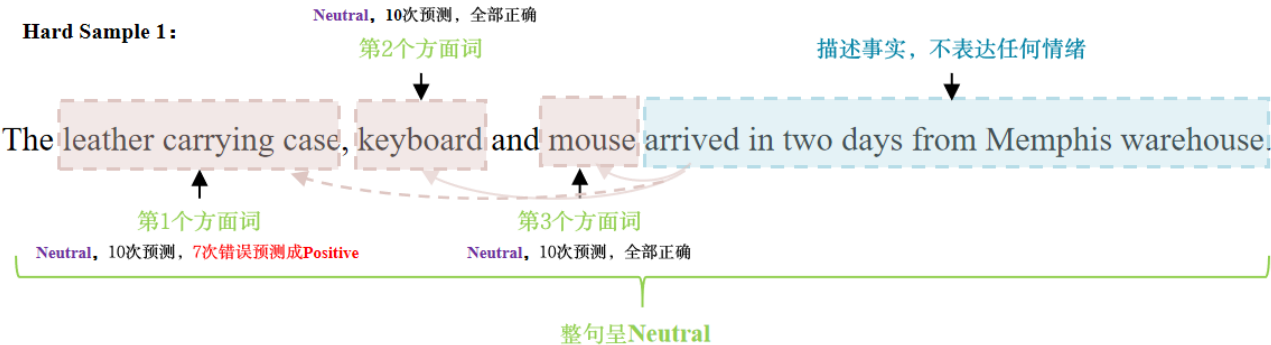 Neutral，10次预测，全部正确
Hard Sample 1：
第2个方面词
描述事实，不表达任何情绪
The leather carrying case, keyboard and mouse arrived in two days from Memphis warehouse.
第1个方面词
第3个方面词
Neutral，10次预测，7次错误预测成Positive
Neutral，10次预测，全部正确
整句呈Neutral